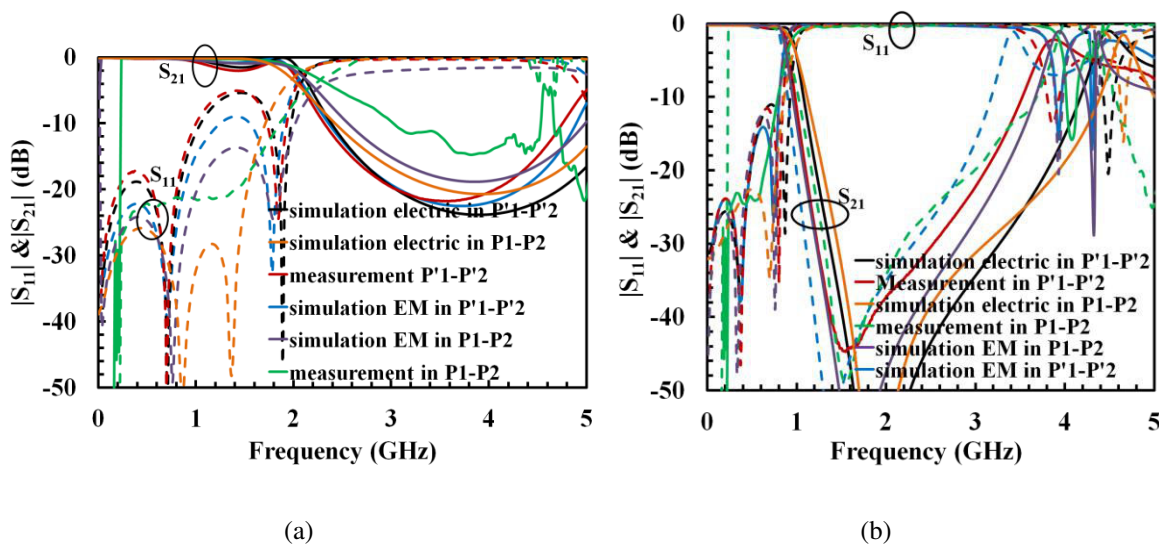 0
-10
-20
-30
-40
-50
|S11| &|S21| (dB)
S21
S11
simulation electric in P'1-P'2
simulation electric in P1-P2
measurement P'1-P'2
simulation EM in P'1-P'2
simulation EM in P1-P2
measurement in P1-P2
0 1 2 3 4 5
Frequency (GHz)
(a)
0
-10
-20
-30
-40
-50
|S11| & |S21| (dB)
S11
S21
simulation electric in P'1-P'2
Measurement in P'1-P'2
simulation electric in P1-P2
measurement in P1-P2
simulation EM in P1-P2
simulation EM in P'1-P'2
0 1 2 3 4 5
Frequency (GHz)
(b)